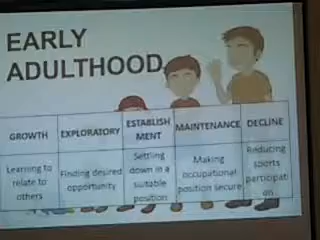 EARLY
ADULTHOOD
GROWTH
EXPLORATORY
ESTABLISH
MENT
MAINTENANCE
DECLINE
Learning to
relate to
others
Finding desired
opportunity
Settling
down in a
suitable
position
Making
occupational
position secure
Reducing
sports
participati
on